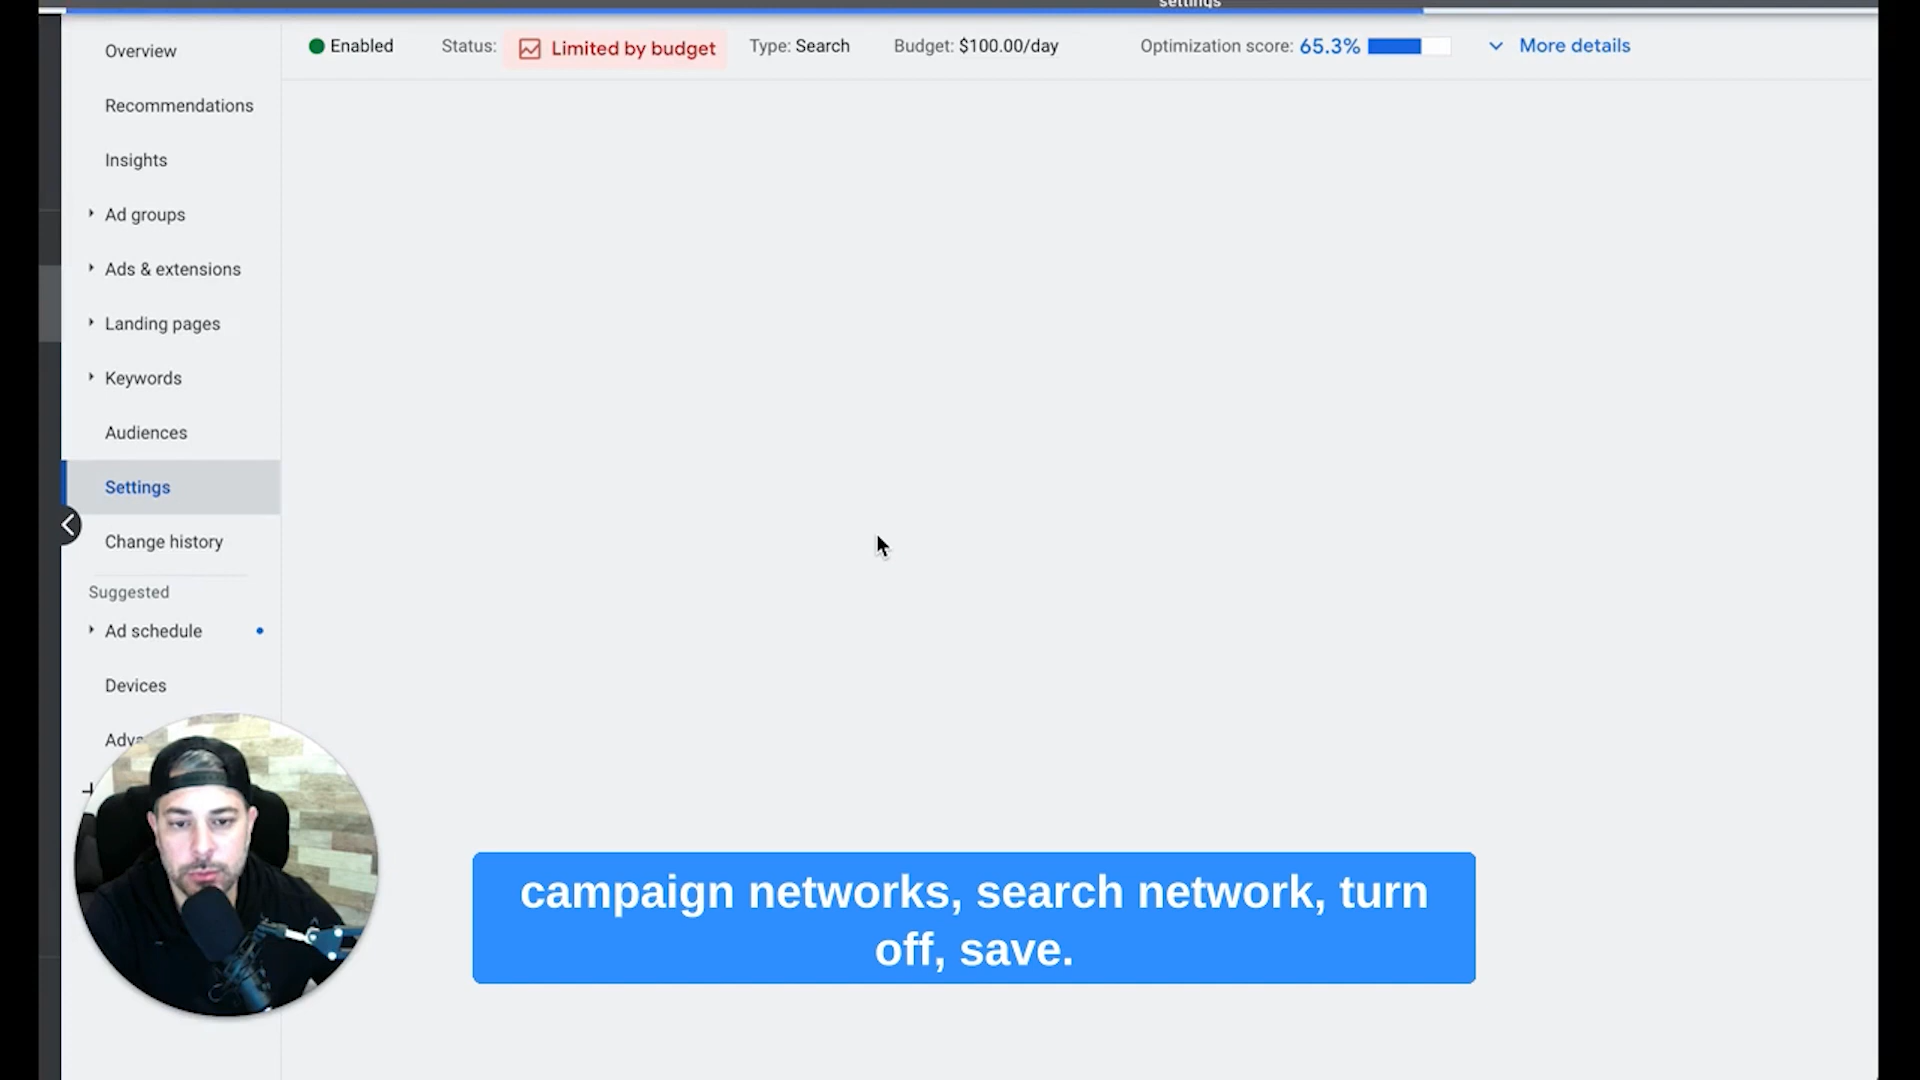 settings
Overview
Enabled
Status:
Limited by budget
Type: Search
Budget: $100.00/day
Optimization score: 65.3%
More details
Recommendations
Insights
Ad groups
Ads & extensions
Landing pages
Keywords
Audiences
Settings
Change history
Suggested
Ad schedule
Devices
campaign networks, search network, turn
off, save.